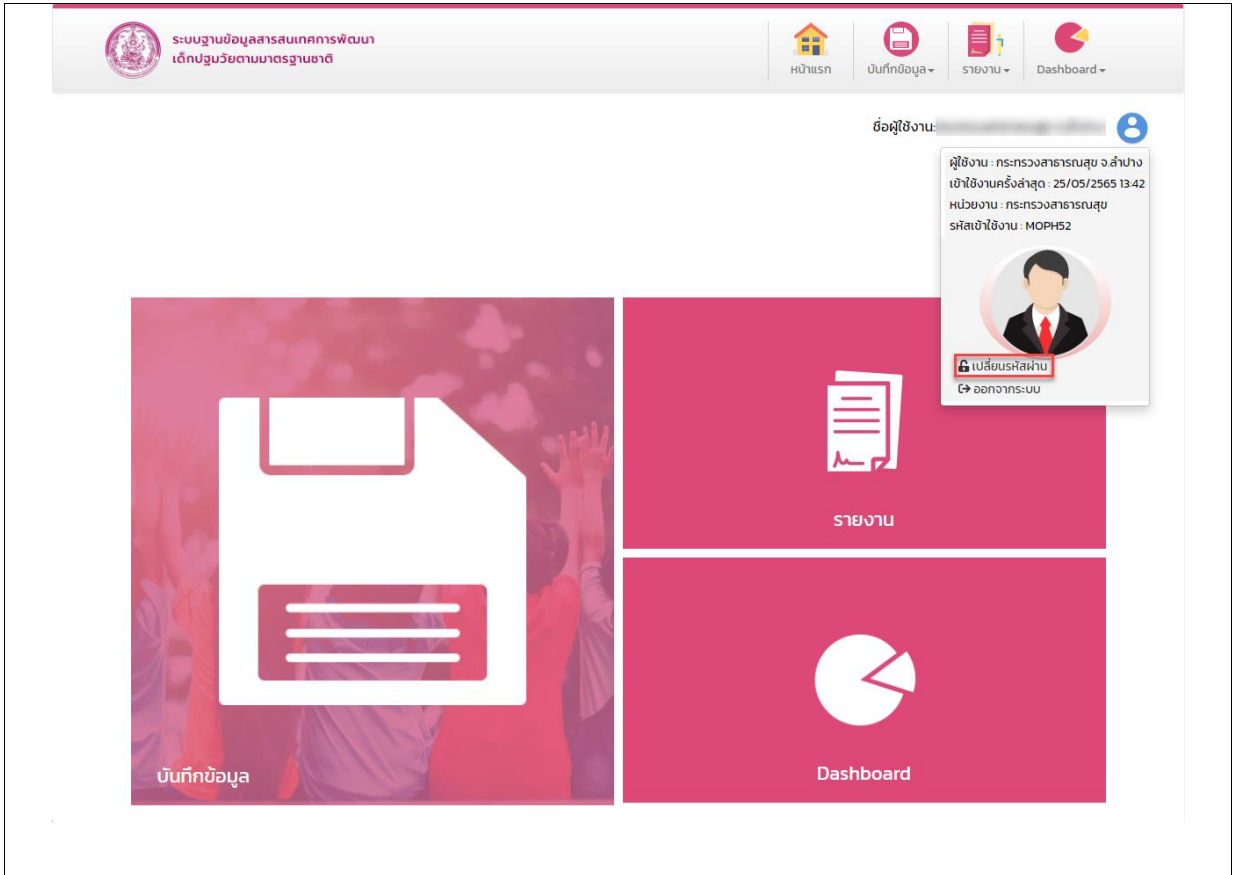 ระบบฐานข้อมูลสารสนเทศการพัฒนา
เด็กปฐมวัยตามมาตรฐานชาติ
หน้าแรก
บันทึกข้อมูล
รายงาน
Dashboard
ชื่อผู้ใช้งาน:
ผู้ใช้งาน : กระทรวงสาธารณสุข จ.ลำปาง
เข้าใช้งานครั้งล่าสุด : 25/05/2565 13:42
หน่วยงาน : กระทรวงสาธารณสุข
รหัสเข้าใช้งาน : MOPH52
เปลี่ยนรหัสผ่าน
ออกจากระบบ
รายงาน
บันทึกข้อมูล
Dashboard